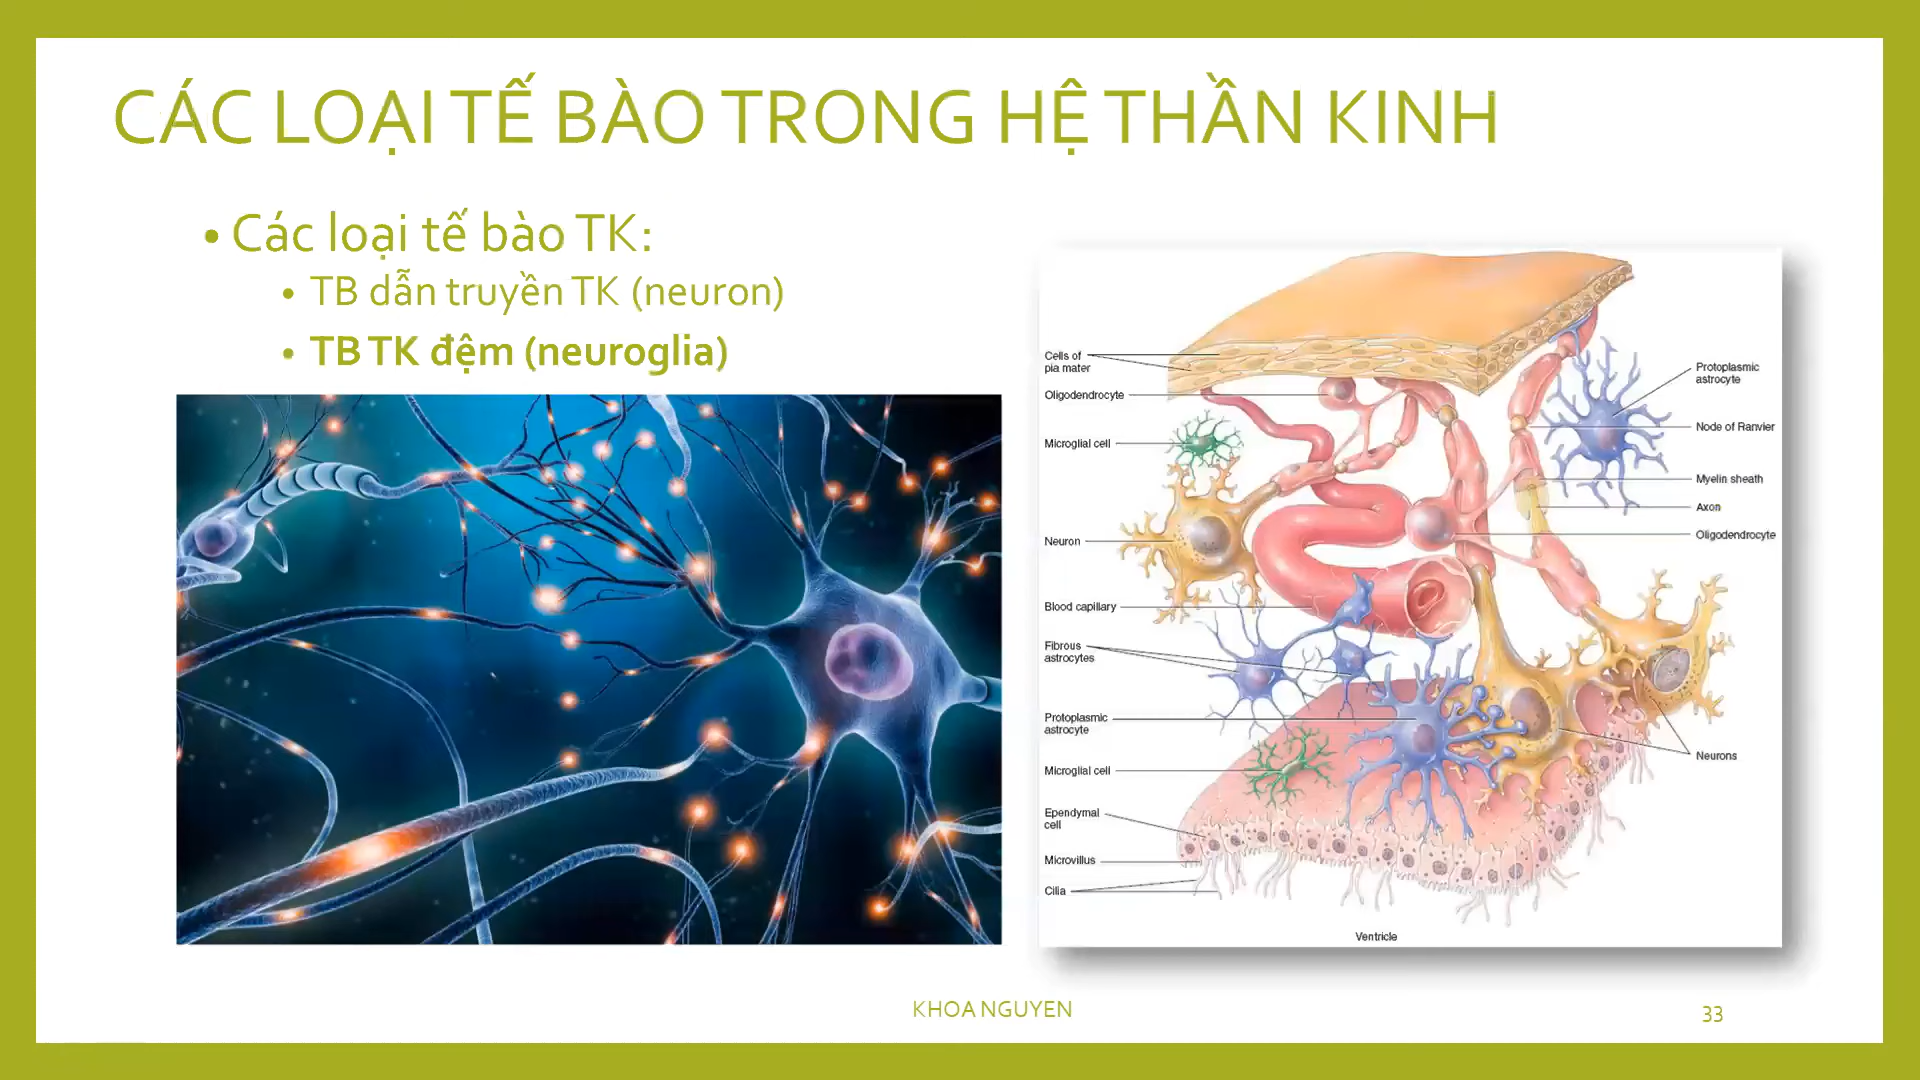 CÁC LOẠI TẾ BÀO TRONG HỆ THẦN KINH
• Các loại tế bào TK:
• TB dẫn truyền TK (neuron)
• TB TK đệm (neuroglia)
Cells of
pia mater
Oligodendrocyte
Microglial cell
Neuron
Blood capillary
Fibrous
astrocytes
Protoplasmic
astrocyte
Microglial cell
Ependymal
cell
Microvillus
Cilia
Protoplasmic
astrocyte
Node of Ranvier
Myelin sheath
Axon
Oligodendrocyte
Neurons
Ventricle
KHOA NGUYEN
33